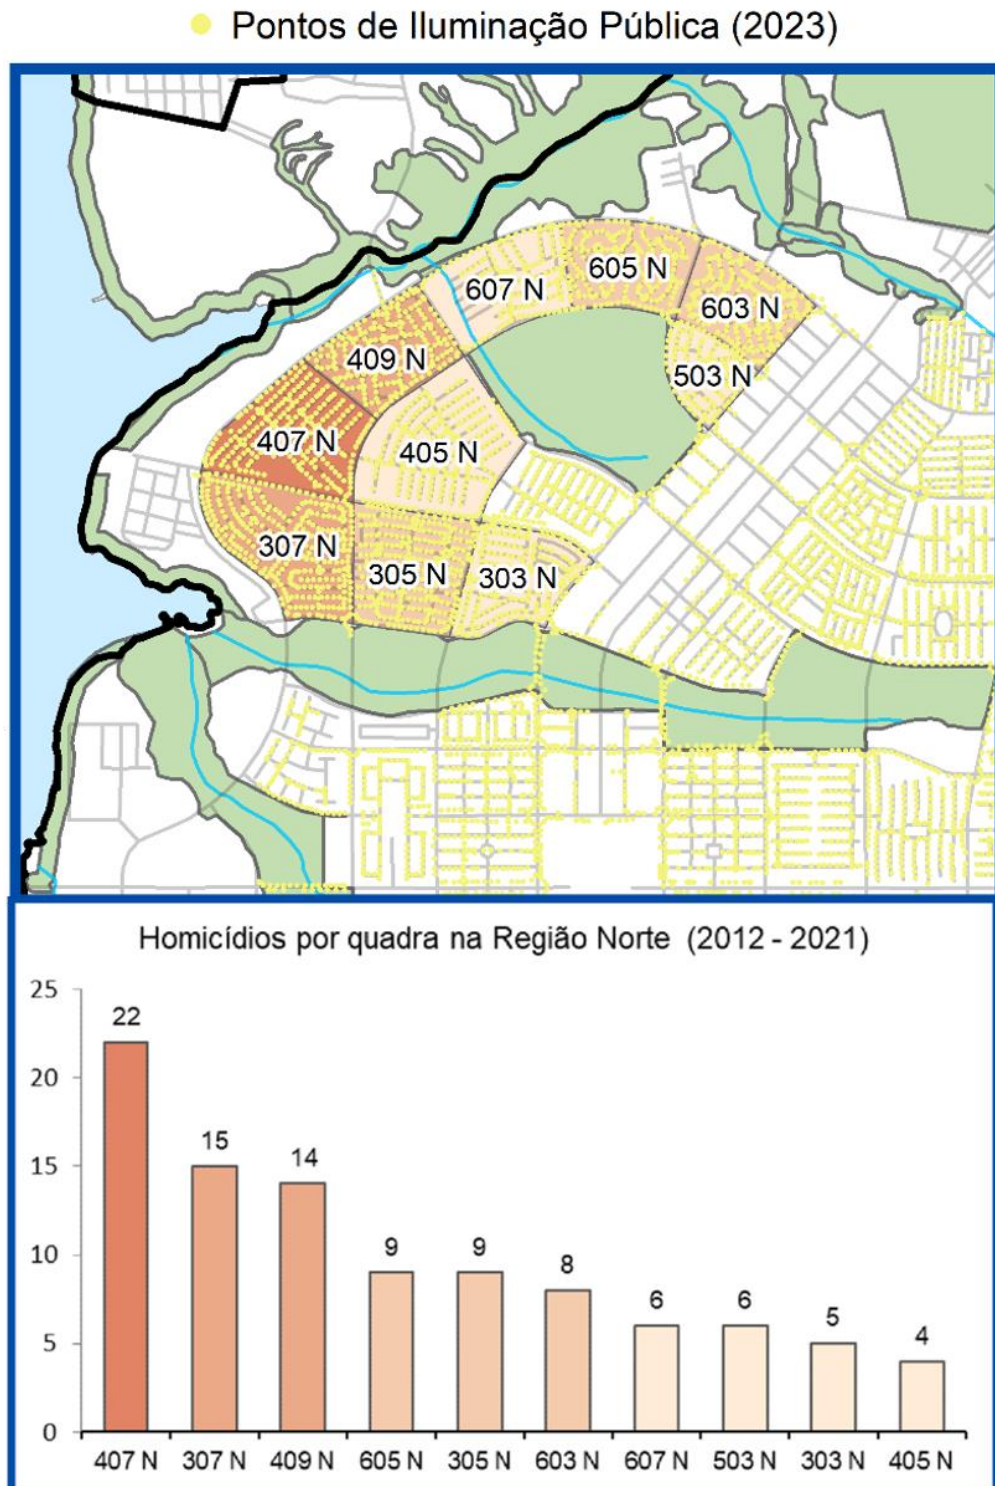 Pontos de Iluminação Pública (2023)
607 N
605 N
603 N
409 N
503 N
407 N
405 N
307 N
305 N
303 N
Homicídios por quadra na Região Norte (2012 - 2021)
25
22
20
15
15
14
10
9
9
8
6
6
5
5
4
0
407 N 307 N 409 N 605 N 305 N 603 N 607 N 503 N 303 N 405 N